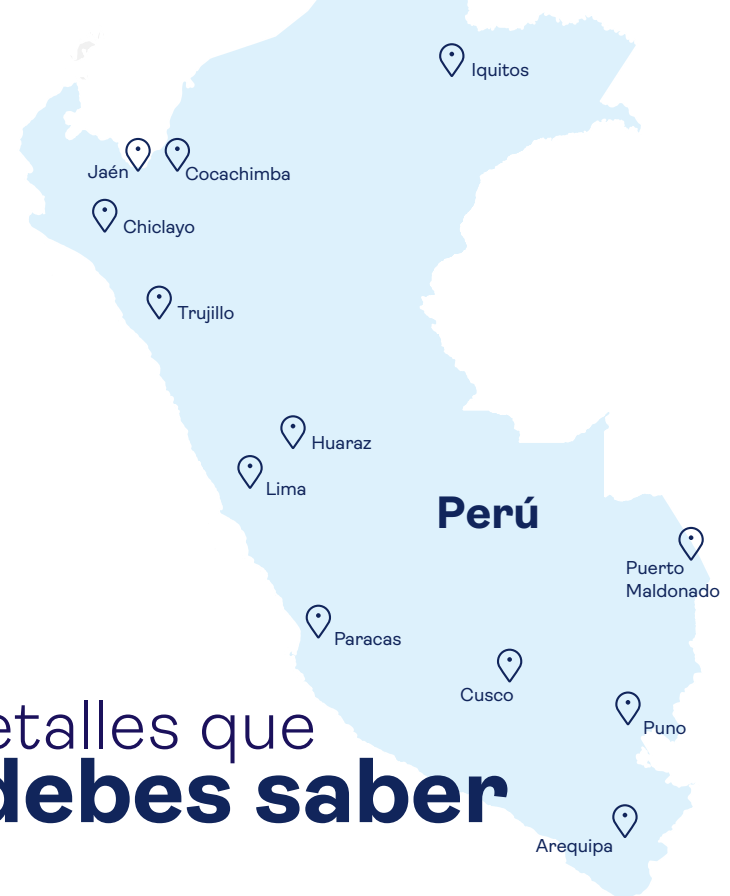 Iquitos
Jaén
Cocachimba
Chiclayo
Trujillo
Huaraz
Lima
Perú
Puerto
Maldonado
Paracas
Cusco
Puno
etalles que
debes saber
Arequipa